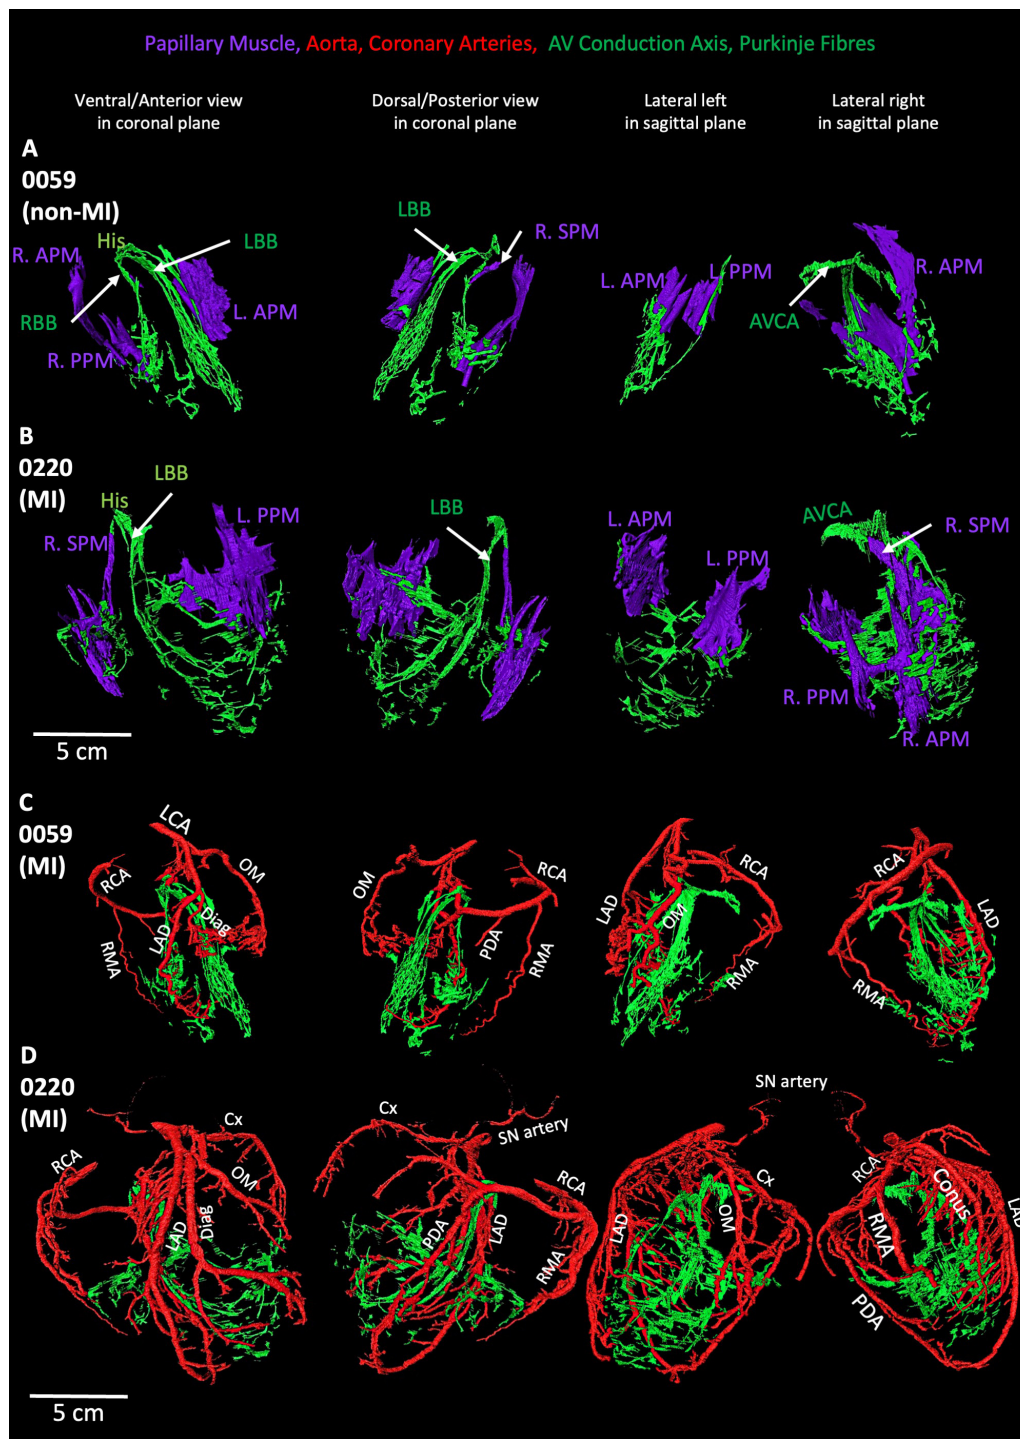 Papillary Muscle, Aorta, Coronary Arteries, AV Conduction Axis, Purkinje Fibres
Ventral/Anterior view
in coronal plane
Dorsal/Posterior view
in coronal plane
Lateral left
in sagittal plane
Lateral right
in sagittal plane
A
0059
(non-MI)
His
LBB
R. APM
RBB
L. APM
R. PPM
LBB
R. SPM
L. APM
L. PPM
R. APM
AVCA
B
0220
(MI)
LBB
His
R. SPM
L. PPM
LBB
L. APM
L. PPM
AVCA
R. SPM
R. PPM
R. APM
5 cm
C
0059
(MI)
LCA
RCA
OM
Diag
LAD
RMA
OM
RCA
PDA
RMA
RCA
LAD
OM
RMA
RCA
LAD
RMA
D
0220
(MI)
Cx
RCA
OM
LAD
Diag
Cx
SN artery
RCA
PDA
LAD
RMA
SN artery
Cx
LAD
OM
RCA
Conus
LAD
RMA
PDA
5 cm